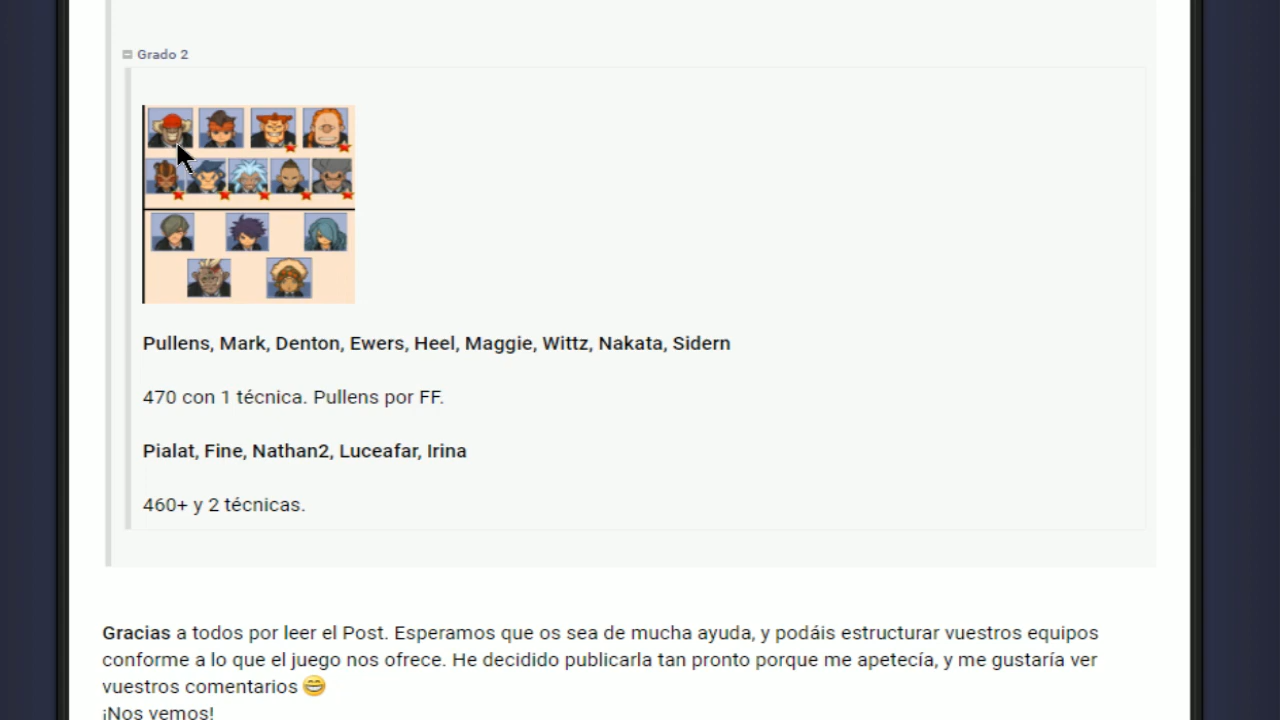 Grado 2
Pullens, Mark, Denton, Ewers, Heel, Maggie, Wittz, Nakata, Sidern
470 con 1 técnica. Pullens por FF.
Pialat, Fine, Nathan2, Luceafar, Irina
460+ y 2 técnicas.
Gracias a todos por leer el Post. Esperamos que os sea de mucha ayuda, y podáis estructurar vuestros equipos
conforme a lo que el juego nos ofrece. He decidido publicarla tan pronto porque me apetecía, y me gustaría ver
vuestros comentarios 😄
¡Nos vemos!